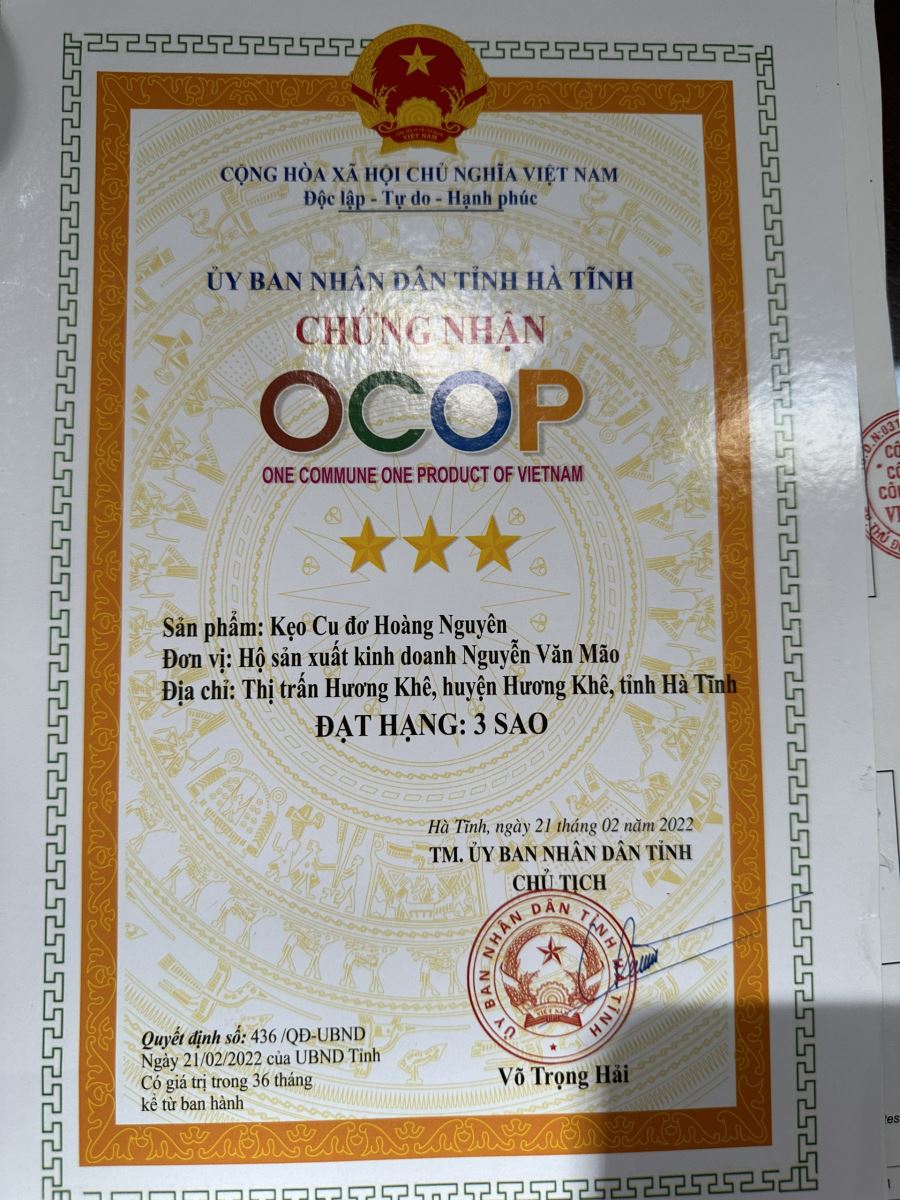 CỘNG HÒA XÃ HỘI CHỦ NGHĨA VIỆT NAM
Độc lập - Tự do - Hạnh phúc
ỦY BAN NHÂN DÂN TỈNH HÀ TĨNH
CHỨNG NHẬN
OCOP
ONE COMMUNE ONE PRODUCT OF VIETNAM
Sản phẩm: Kẹo Cu đơ Hoàng Nguyên
Đơn vị: Hộ sản xuất kinh doanh Nguyễn Văn Mão
Địa chỉ: Thị trấn Hương Khê, huyện Hương Khê, tỉnh Hà Tĩnh
ĐẠT HẠNG: 3 SAO
Hà Tĩnh, ngày 21 tháng 02 năm 2022
TM. ỦY BAN NHÂN DÂN TỈNH
CHỦ TỊCH
ỦY BAN NHÂN DÂN TỈNH HÀ TĨNH
VIỆT NAM
Võ Trọng Hải
Quyết định số: 436 /QĐ-UBND
Ngày 21/02/2022 của UBND Tỉnh
Có giá trị trong 36 tháng
kể từ ban hành